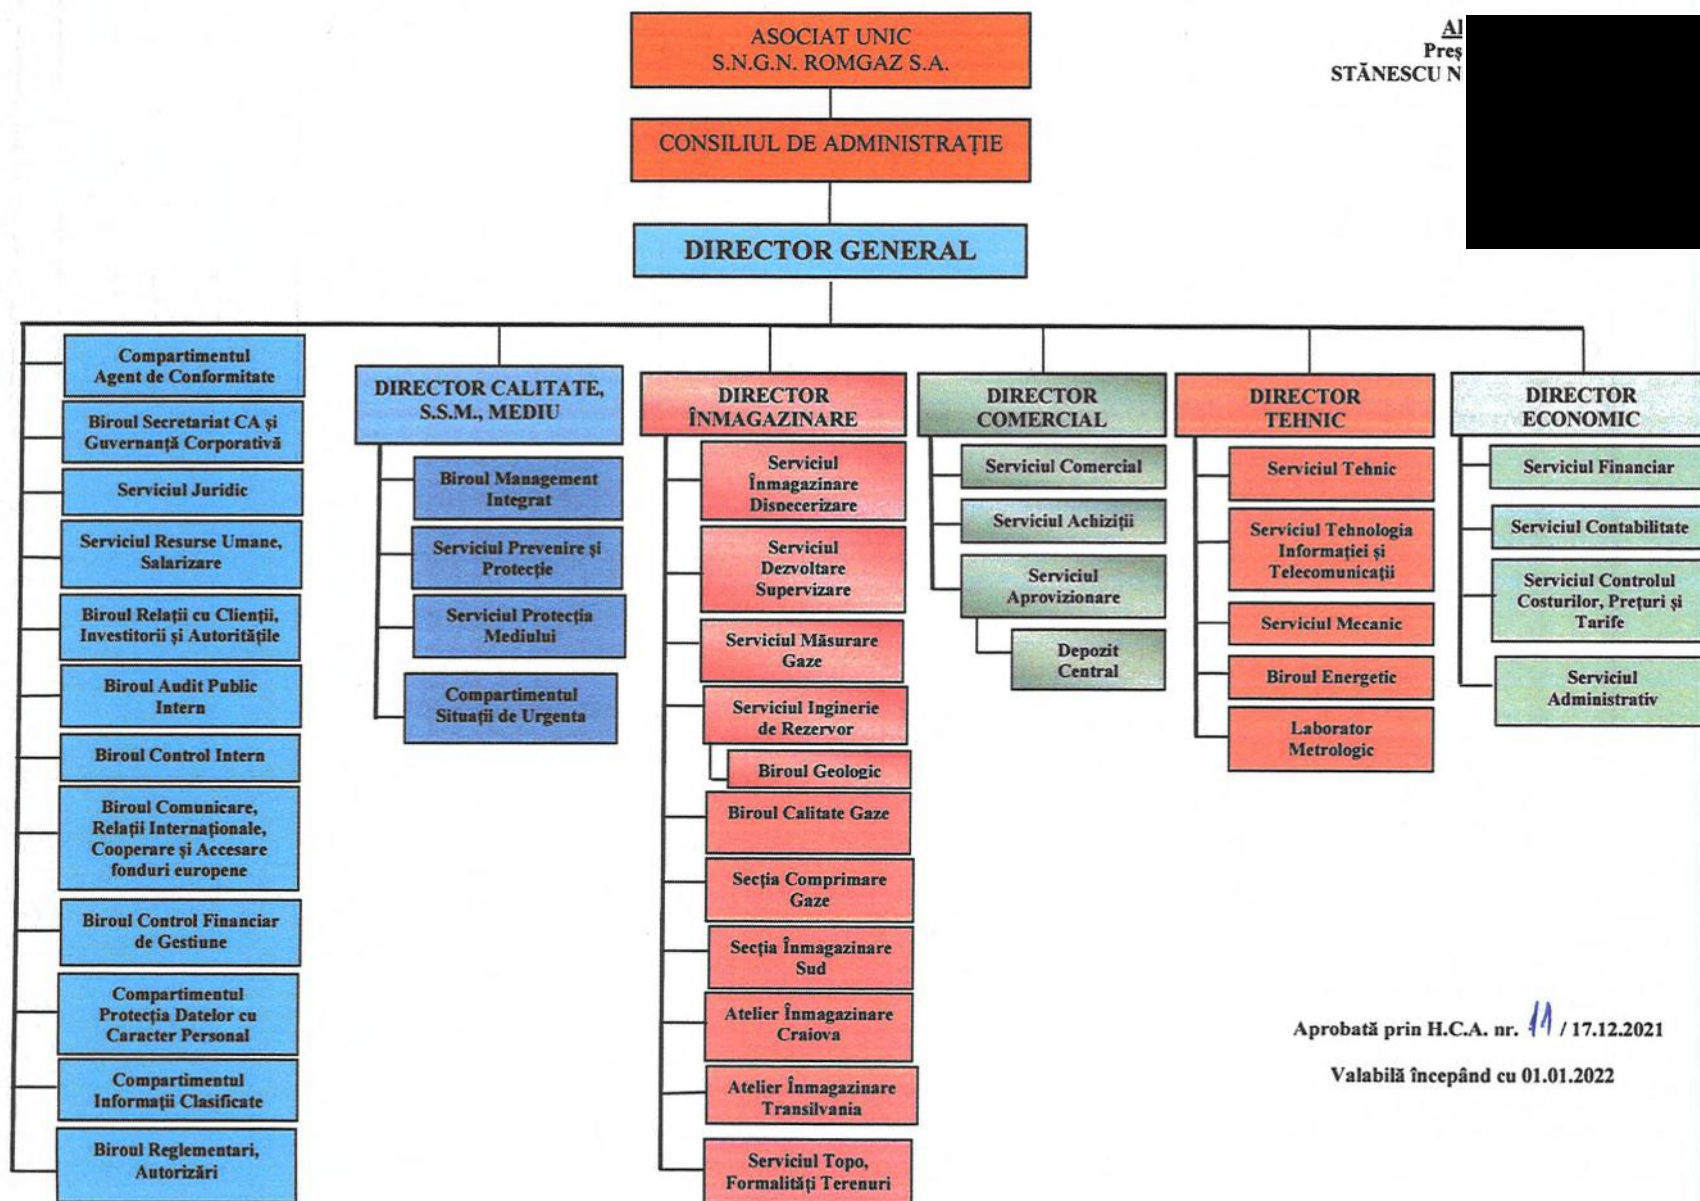 ASOCIAT UNIC
S.N.G.N. ROMGAZ S.A.
STĂNESCU N
CONSILIUL DE ADMINISTRAȚIE
DIRECTOR GENERAL
Compartimentul
Agent de Conformitate
Biroul Secretariat CA și
Guvernanță Corporativă
Serviciul Juridic
Serviciul Resurse Umane,
Salarizare
Biroul Relații cu Clienții,
Investitorii și Autoritățile
Biroul Audit Public
Intern
Biroul Control Intern
Biroul Comunicare,
Relații Internaționale,
Cooperare și Accesare
fonduri europene
Biroul Control Financiar
de Gestiune
Compartimentul
Protecția Datelor cu
Caracter Personal
Compartimentul
Informații Clasificate
Biroul Reglementari,
Autorizări
DIRECTOR CALITATE,
S.S.M., MEDIU
Biroul Management
Integrat
Serviciul Prevenire și
Protecție
Serviciul Protecția
Mediului
Compartimentul
Situații de Urgenta
DIRECTOR
ÎNMAGAZINARE
Serviciul
Înmagazinare
Dispecerizare
Serviciul
Dezvoltare
Supervizare
Serviciul Măsurare
Gaze
Serviciul Inginerie
de Rezervor
Biroul Geologic
Biroul Calitate Gaze
Secția Comprimare
Gaze
Secția Înmagazinare
Sud
Atelier Înmagazinare
Craiova
Atelier Înmagazinare
Transilvania
Serviciul Topo,
Formalități Terenuri
DIRECTOR
COMERCIAL
Serviciul Comercial
Serviciul Achiziții
Serviciul
Aprovizionare
Depozit
Central
DIRECTOR
TEHNIC
Serviciul Tehnic
Serviciul Tehnologia
Informației și
Telecomunicații
Serviciul Mecanic
Biroul Energetic
Laborator
Metrologic
DIRECTOR
ECONOMIC
Serviciul Financiar
Serviciul Contabilitate
Serviciul Controlul
Costurilor, Prețuri și
Tarife
Serviciul
Administrativ
Aprobată prin H.C.A. nr. 11 / 17.12.2021
Valabilă începând cu 01.01.2022